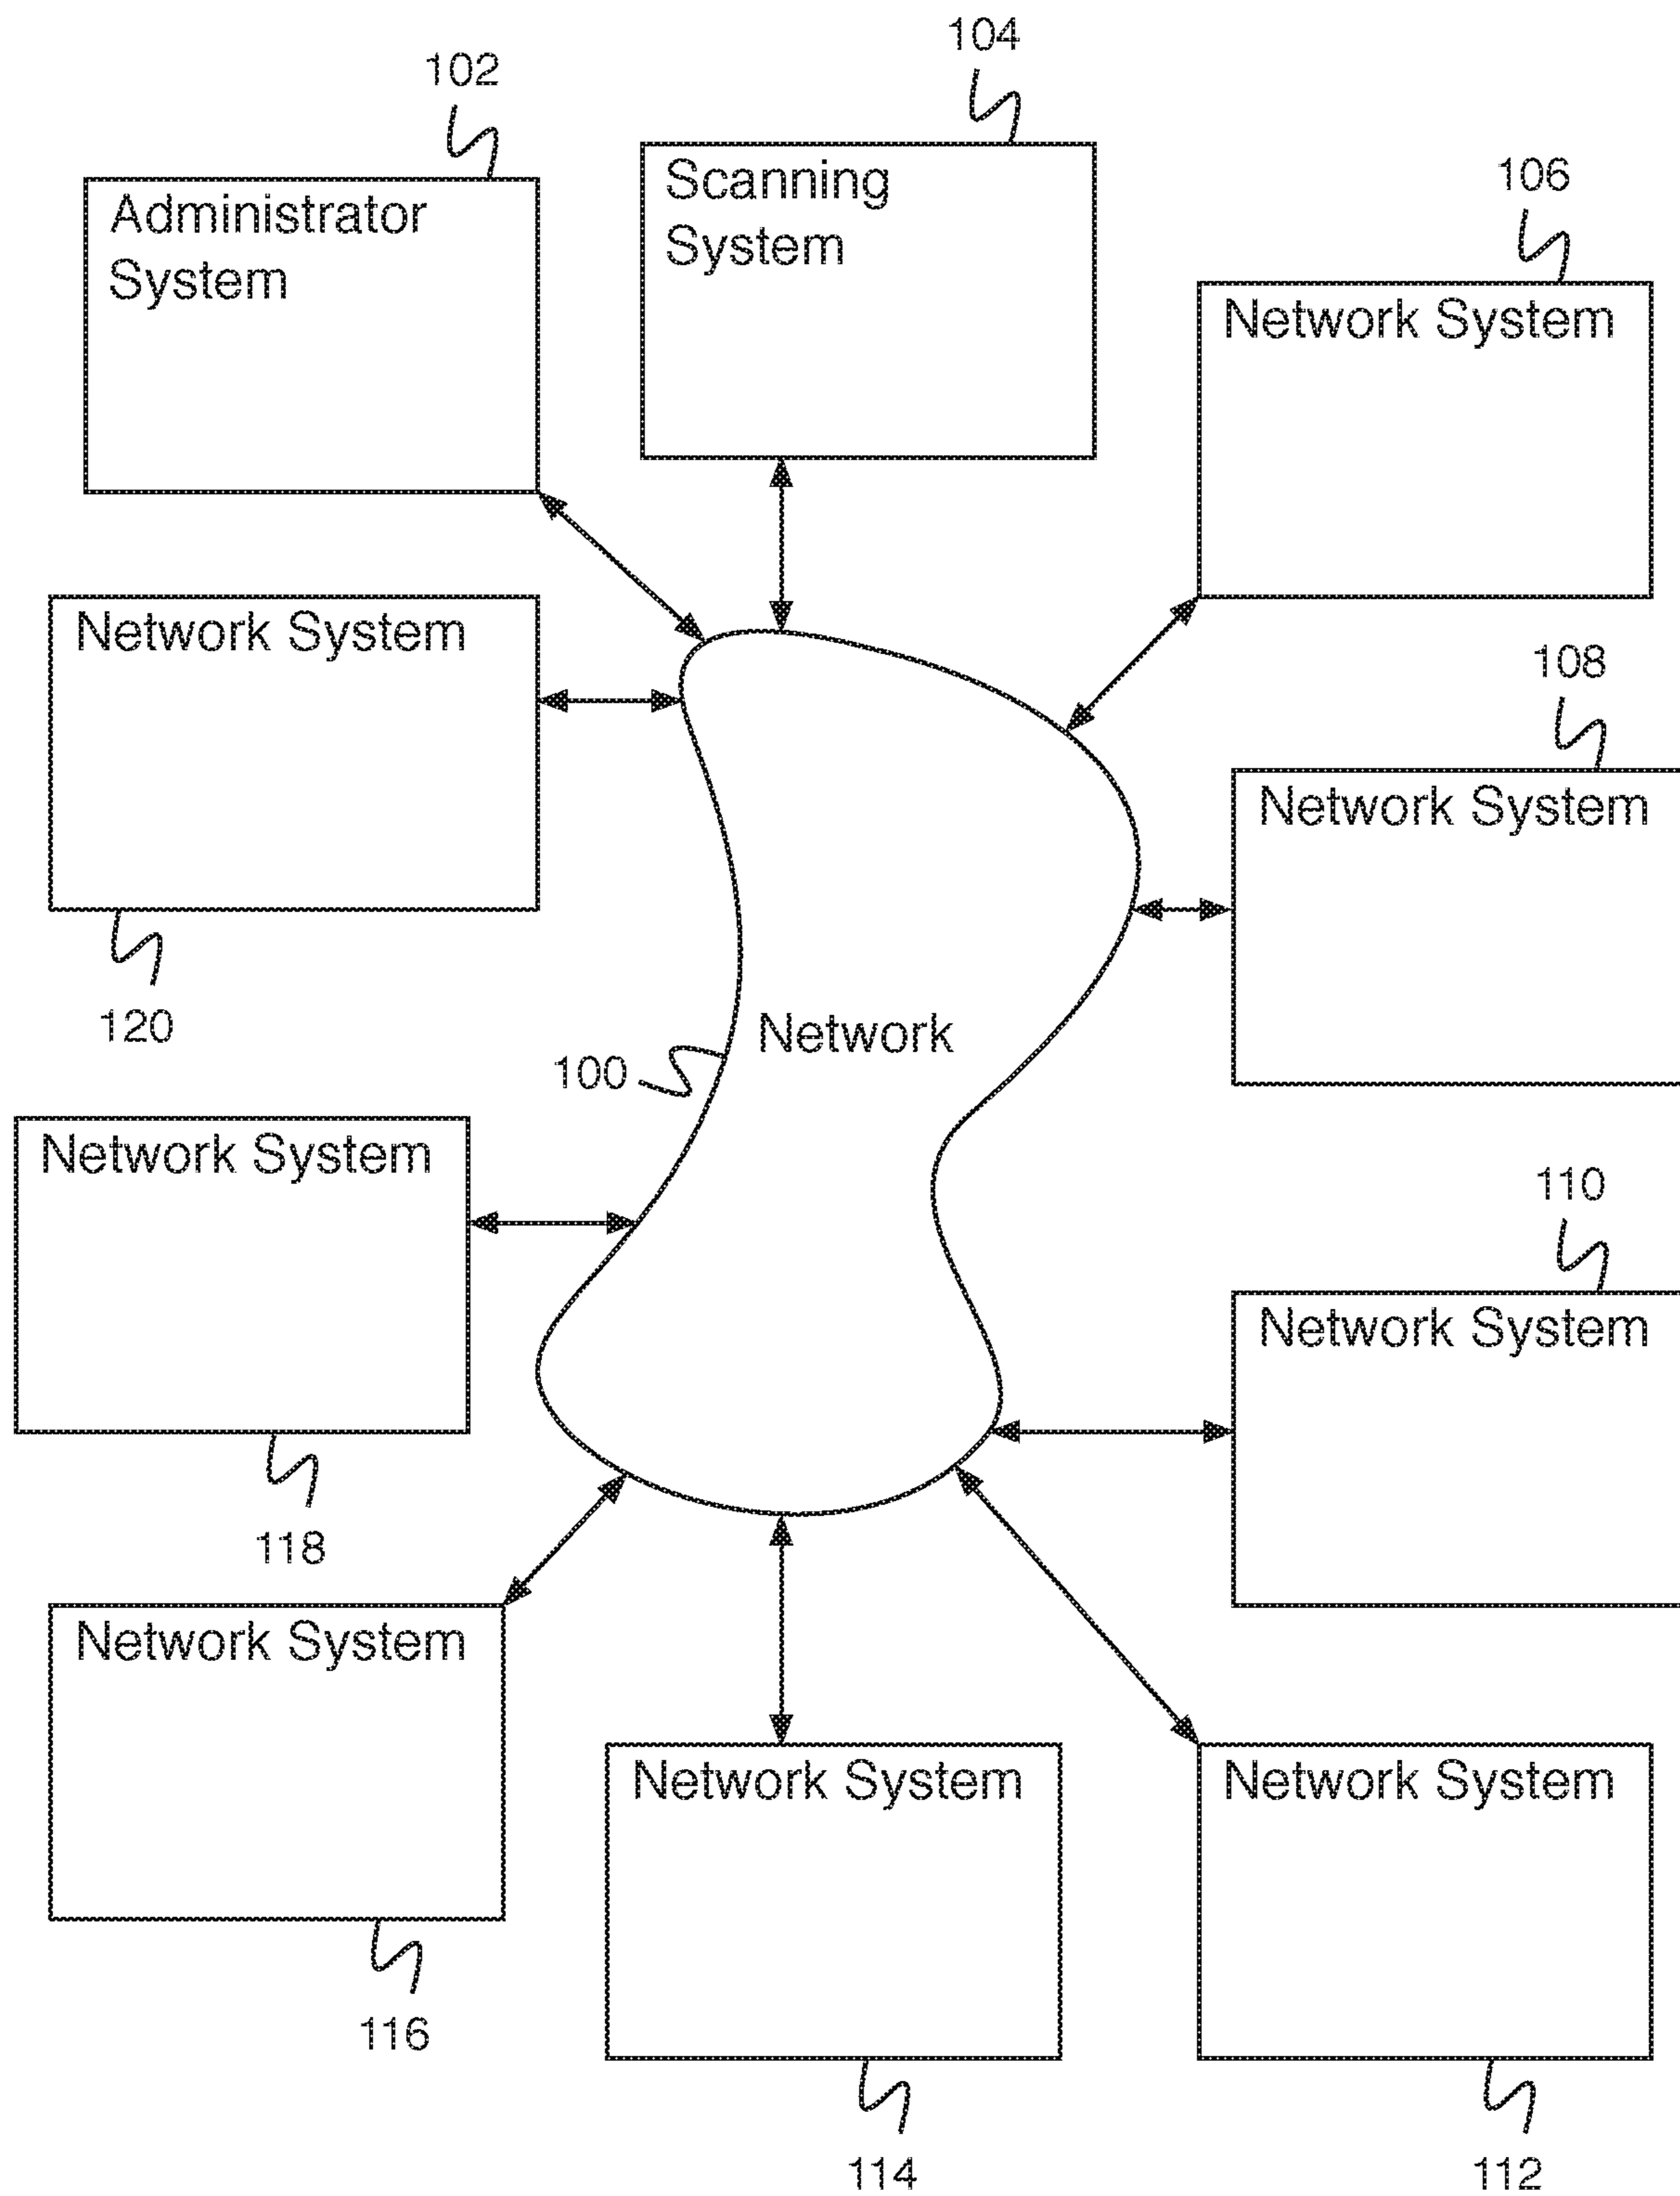 104
102
Scanning
System
106
Administrator
System
Network System
Network System
108
Network System
120
Network
100
Network System
110
Network System
118
Network System
Network System
Network System
116
114
112